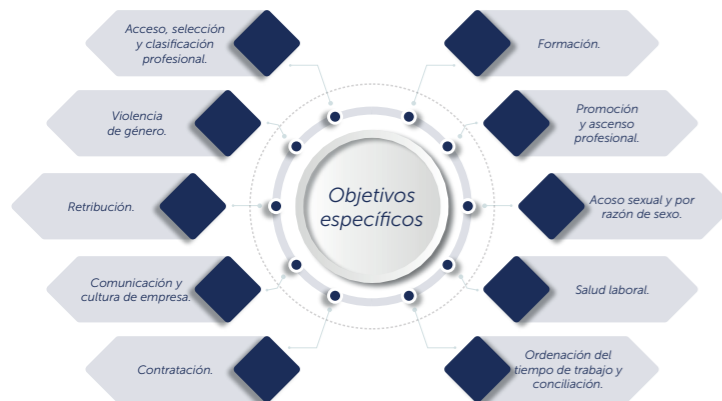 Acceso, selección
y clasificación
profesional.
Formación.
Violencia
de género.
Promoción
y ascenso
profesional.
Objetivos
específicos
Retribución.
Acoso sexual y por
razón de sexo.
Comunicación y
cultura de empresa.
Salud laboral.
Contratación.
Ordenación del
tiempo de trabajo y
conciliación.